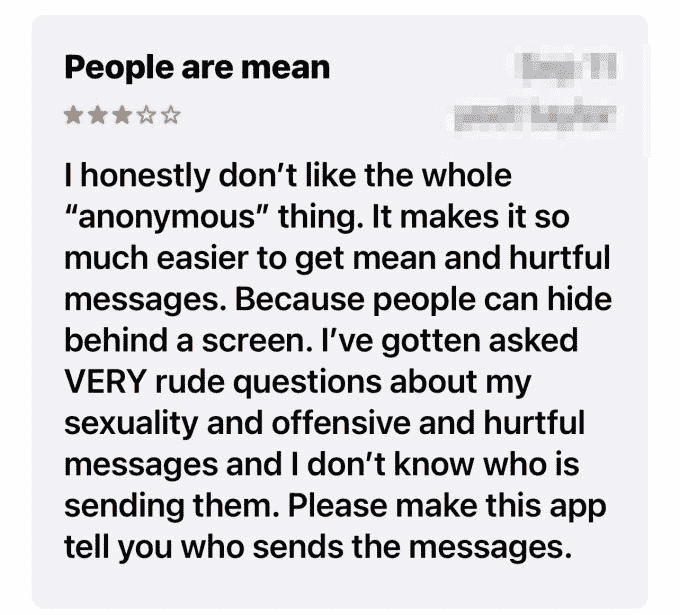 People are mean
I honestly don’t like the whole
“anonymous” thing. It makes it so
much easier to get mean and hurtful
messages. Because people can hide
behind a screen. I’ve gotten asked
VERY rude questions about my
sexuality and offensive and hurtful
messages and I don’t know who is
sending them. Please make this app
tell you who sends the messages.